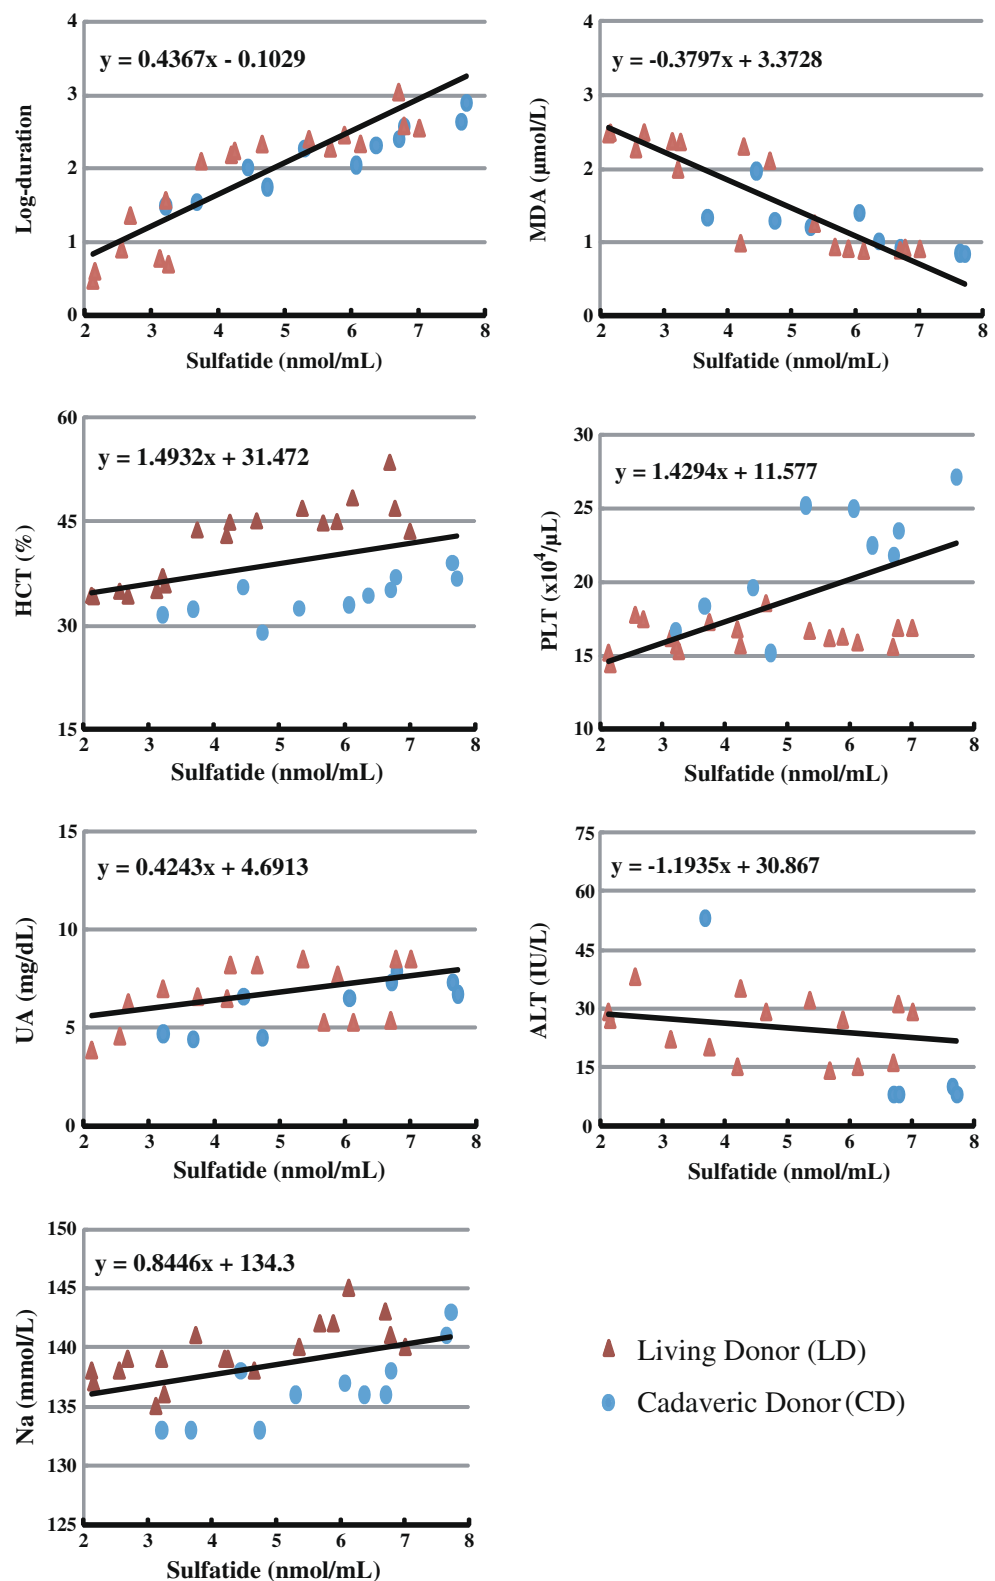 4
3
2
1
0
Log-duration
y = 0.4367x - 0.1029
2 3 4 5 6 7 8
Sulfatide (nmol/mL)
4
3
2
1
0
MDA (µmol/L)
y = -0.3797x + 3.3728
2 3 4 5 6 7 8
Sulfatide (nmol/mL)
60
45
30
15
HCT (%)
y = 1.4932x + 31.472
2 3 4 5 6 7 8
Sulfatide (nmol/mL)
30
25
20
15
10
PLT (x10⁴/µL)
y = 1.4294x + 11.577
2 3 4 5 6 7 8
Sulfatide (nmol/mL)
15
10
5
0
UA (mg/dL)
y = 0.4243x + 4.6913
2 3 4 5 6 7 8
Sulfatide (nmol/mL)
75
60
45
30
15
0
ALT (IU/L)
y = -1.1935x + 30.867
2 3 4 5 6 7 8
Sulfatide (nmol/mL)
150
145
140
135
130
125
Na (mmol/L)
y = 0.8446x + 134.3
2 3 4 5 6 7 8
Sulfatide (nmol/mL)
Living Donor (LD)
Cadaveric Donor (CD)